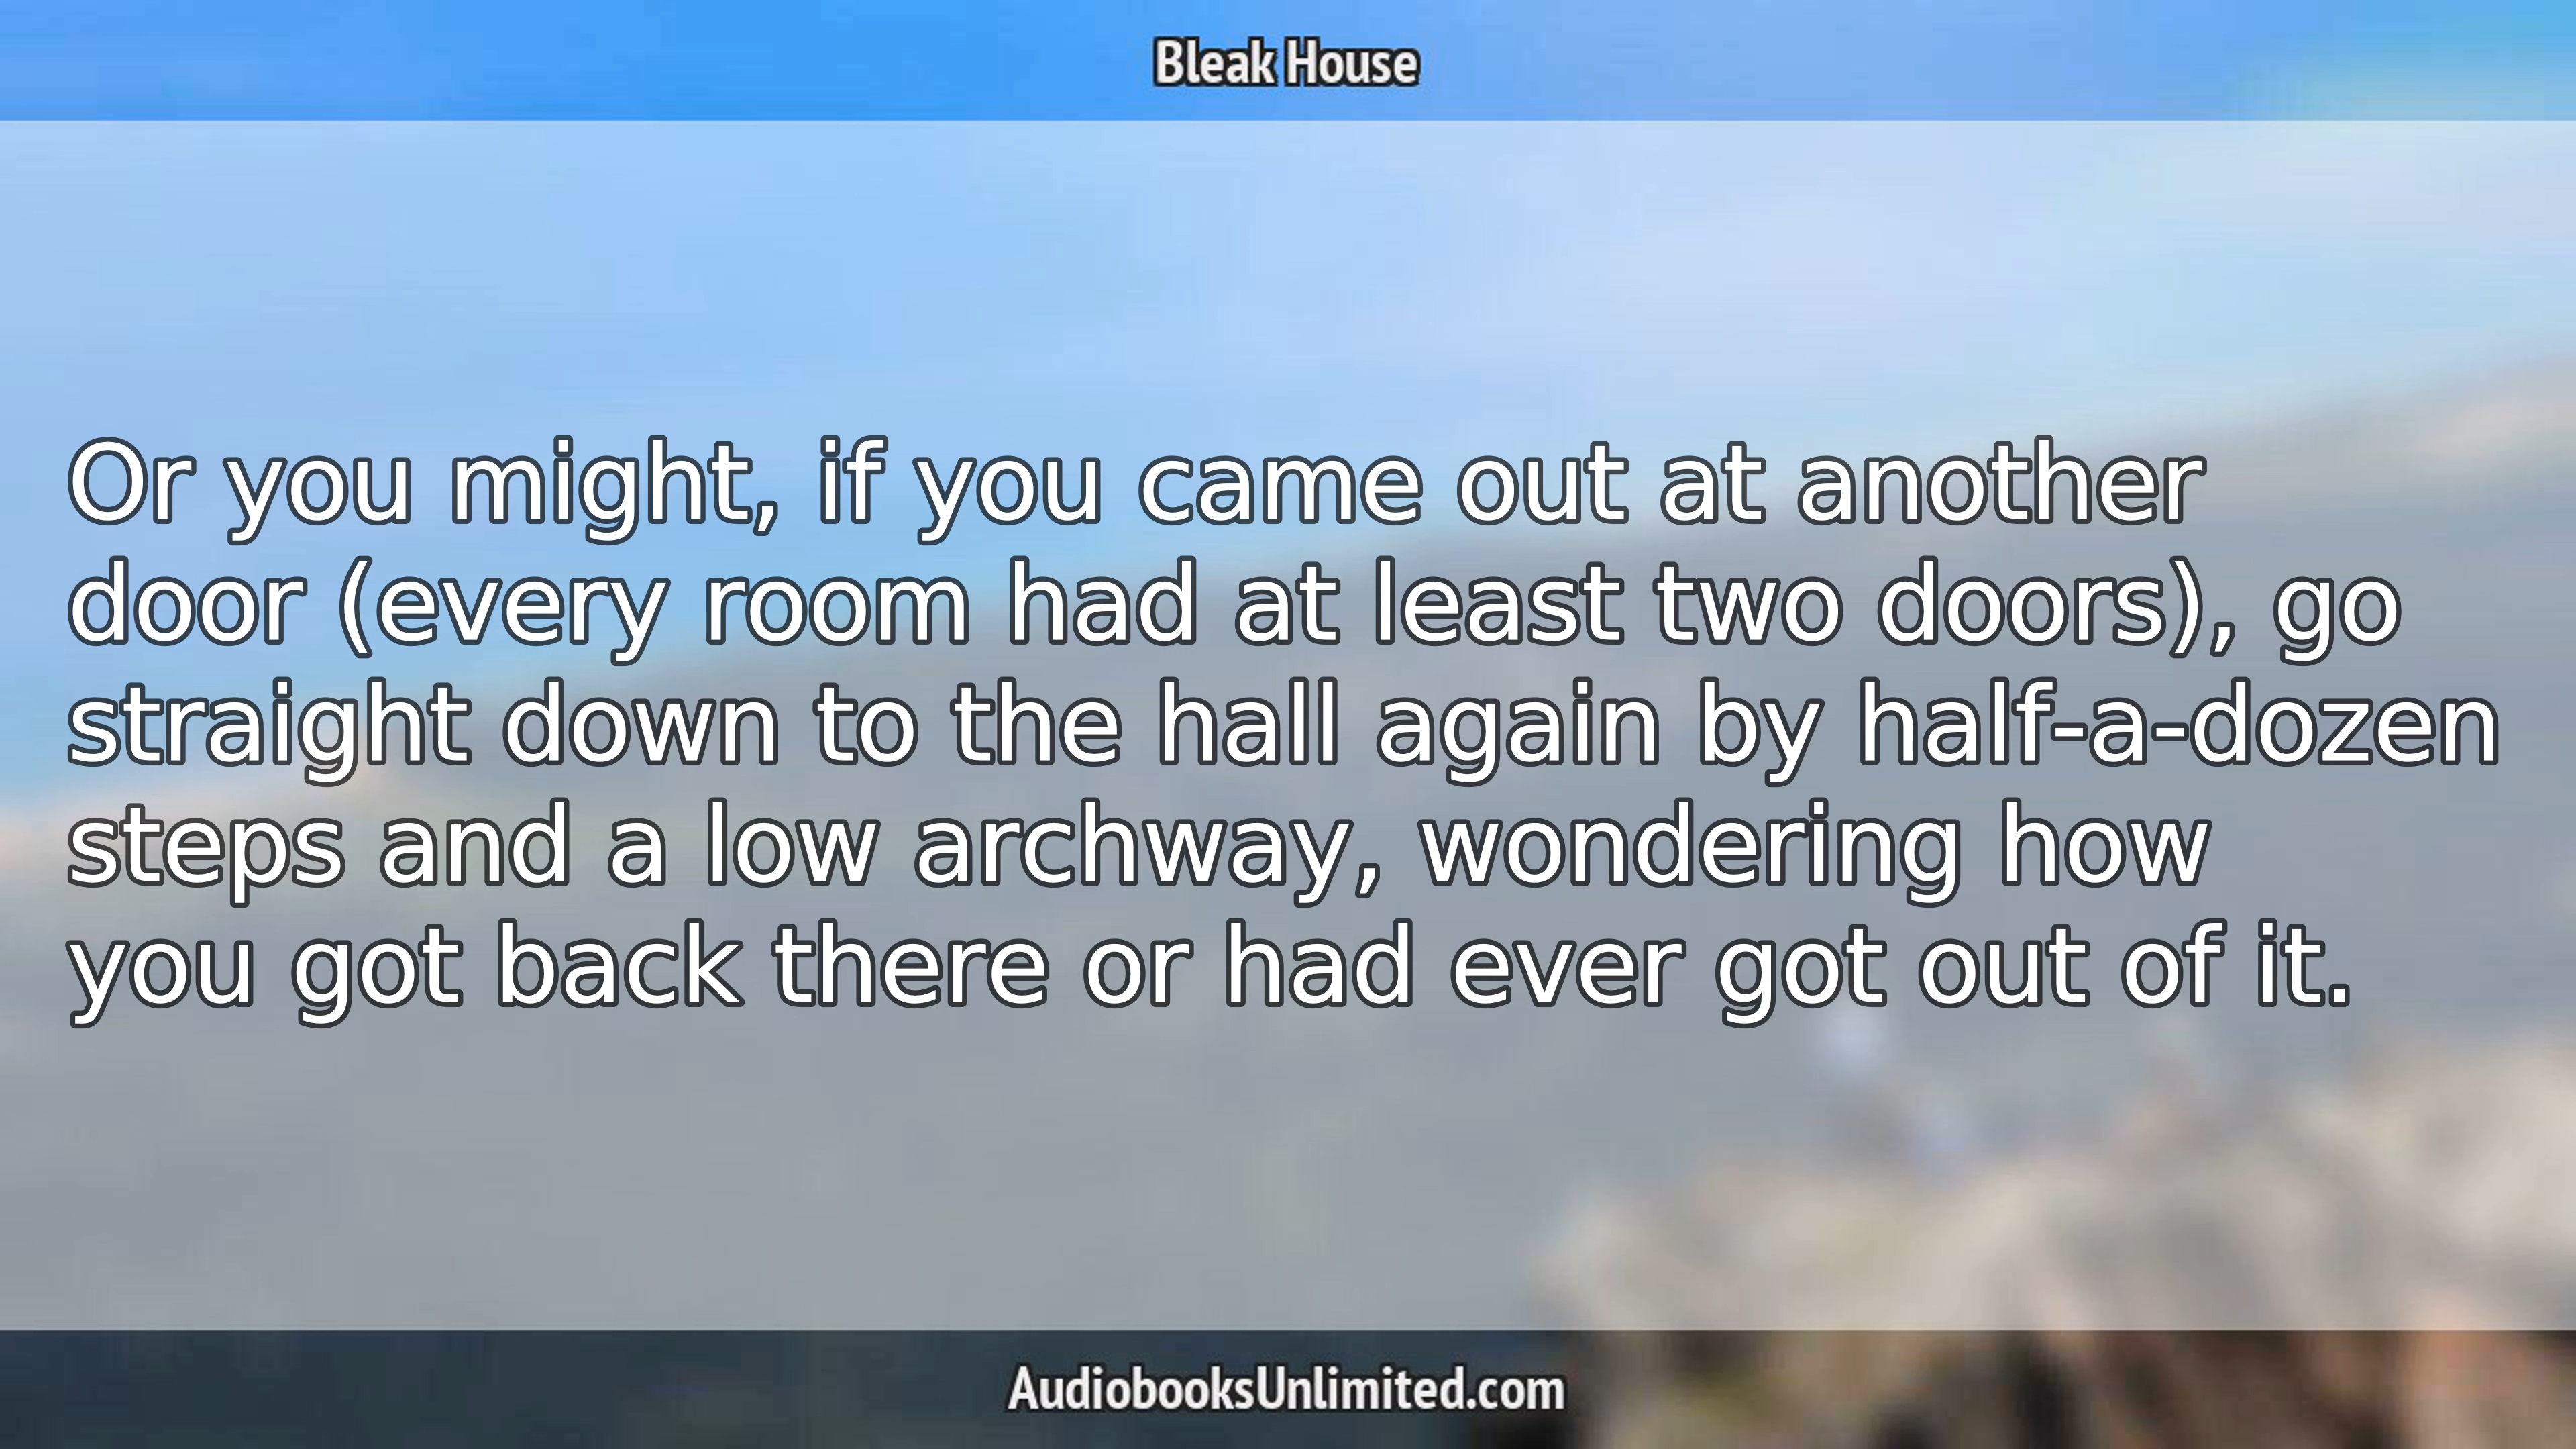 Bleak House
Or you might, if you came out at another
door (every room had at least two doors), go
straight down to the hall again by half-a-dozen
steps and a low archway, wondering how
you got back there or had ever got out of it.
AudiobooksUnlimited.com